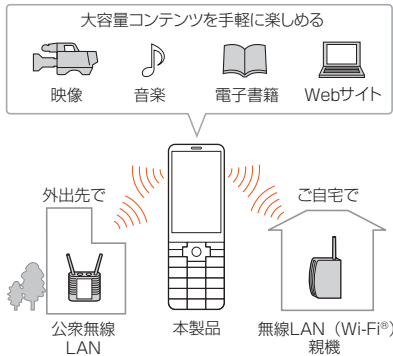 大容量コンテンツを手軽に楽しめる
映像
音楽
電子書籍
Webサイト
外出先で
ご自宅で
公衆無線
LAN
本製品
無線LAN（Wi-Fi®）
親機